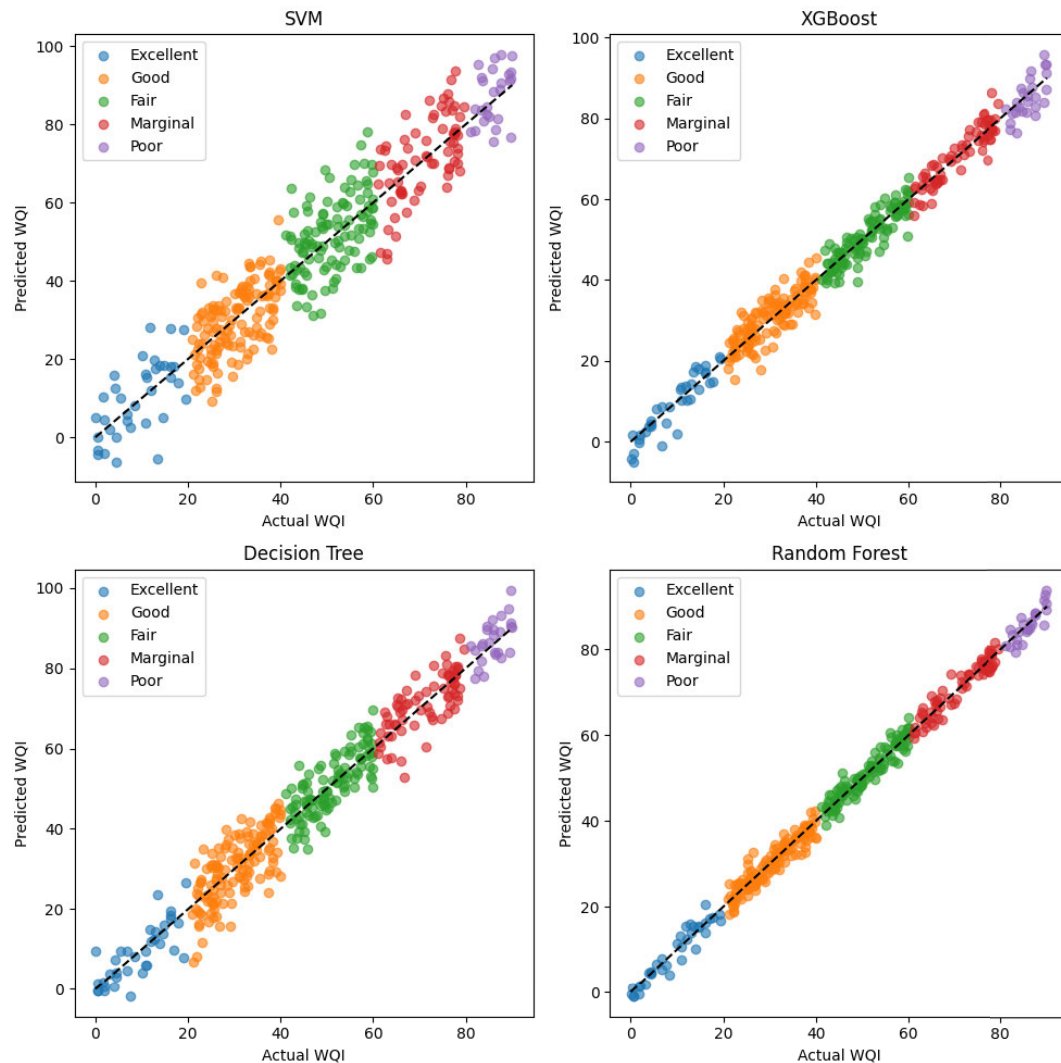 SVM
100
80
60
40
20
0
Predicted WQI
Excellent
Good
Fair
Marginal
Poor
0 20 40 60 80
Actual WQI
XGBoost
100
80
60
40
20
0
Predicted WQI
Excellent
Good
Fair
Marginal
Poor
0 20 40 60 80
Actual WQI
Decision Tree
100
80
60
40
20
0
Predicted WQI
Excellent
Good
Fair
Marginal
Poor
0 20 40 60 80
Actual WQI
Random Forest
80
60
40
20
0
Predicted WQI
Excellent
Good
Fair
Marginal
Poor
0 20 40 60 80
Actual WQI